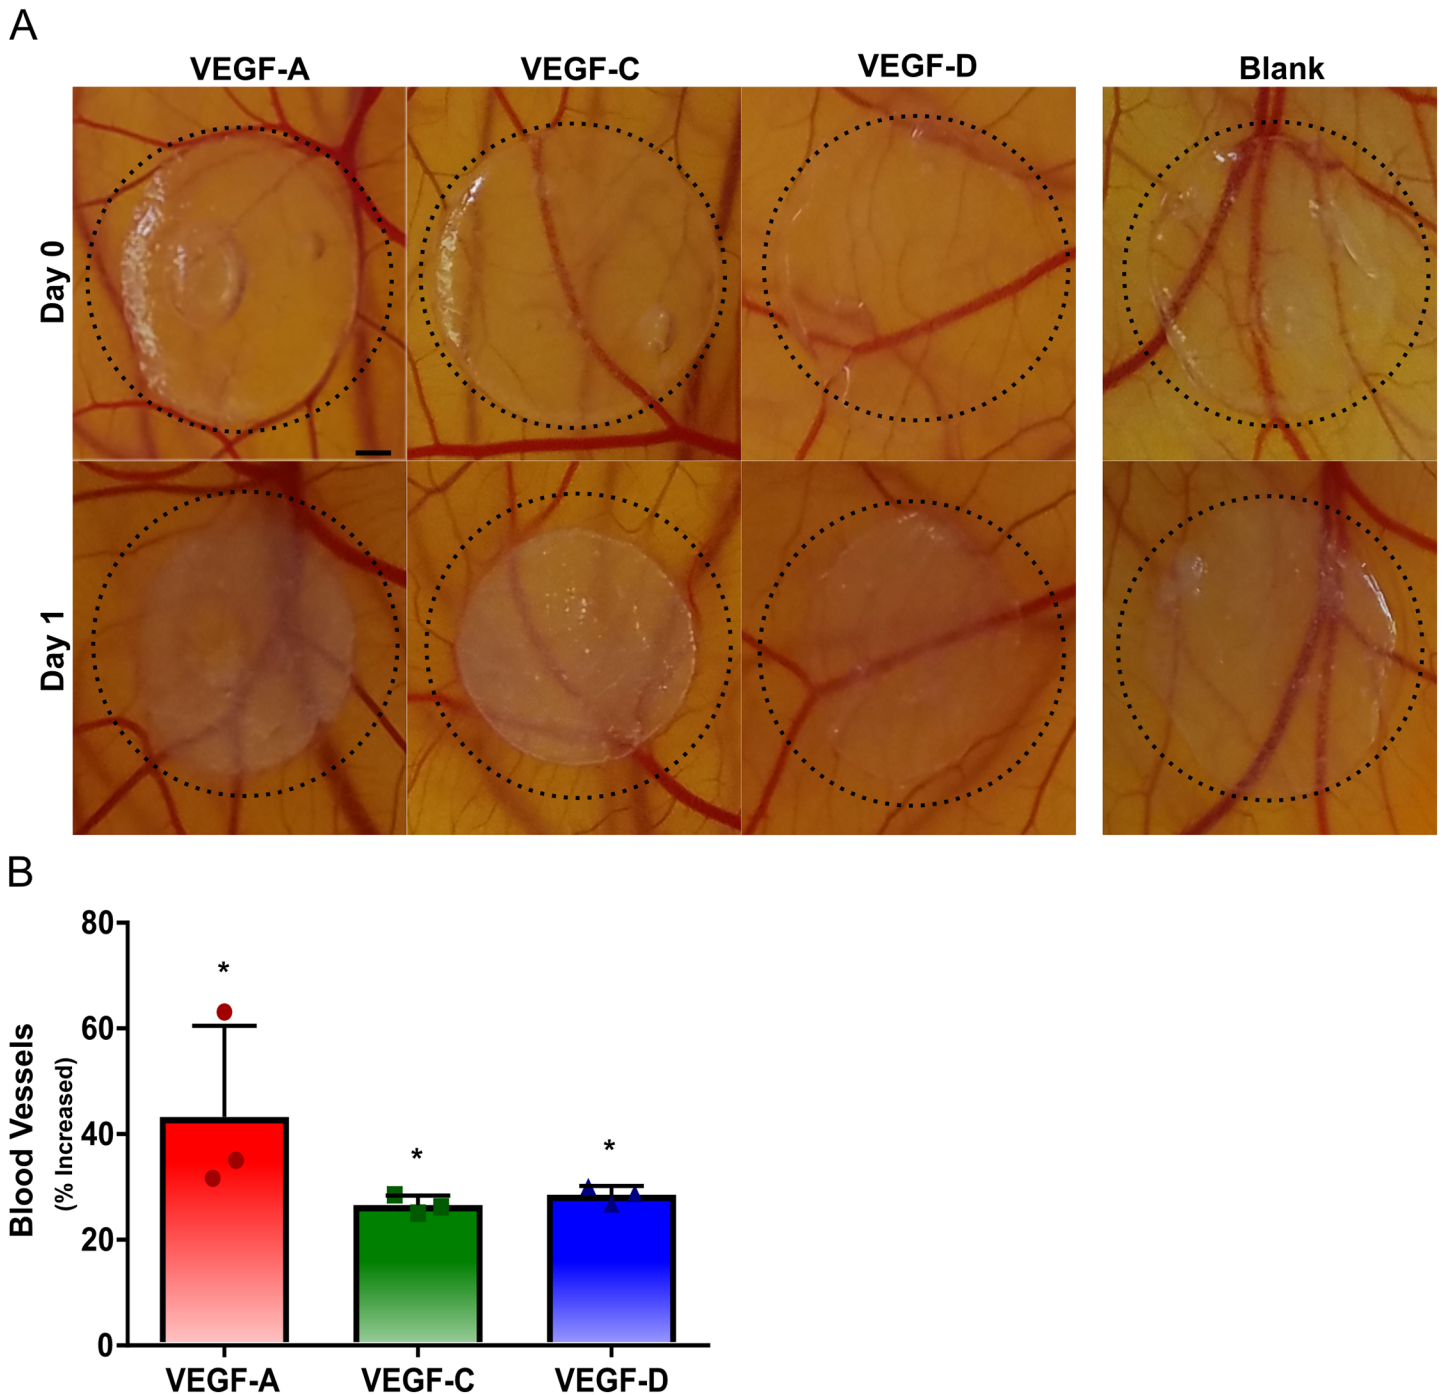 A
VEGF-A VEGF-C VEGF-D Blank
Day 0
Day 1
B
Blood Vessels
(% Increased)
80
60
40
20
0
*
*
*
VEGF-A VEGF-C VEGF-D